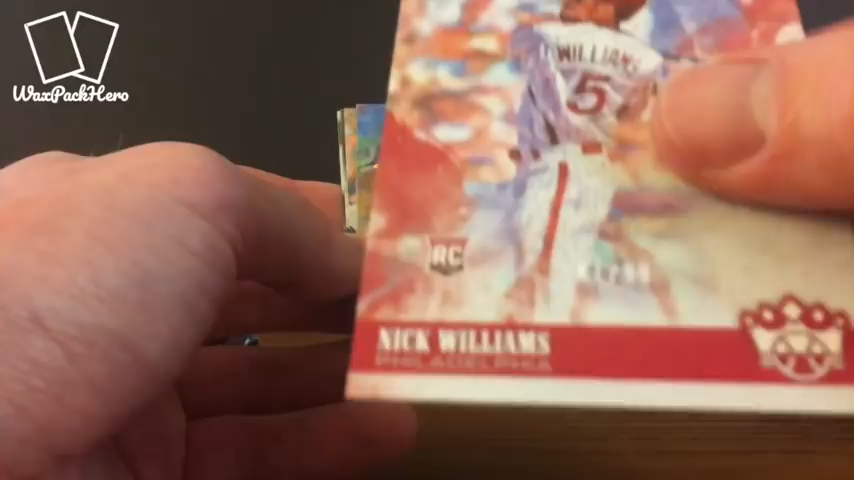 WaxPackHero
WILLIAMS
5
RC
NICK WILLIAMS
PHILADELPHIA